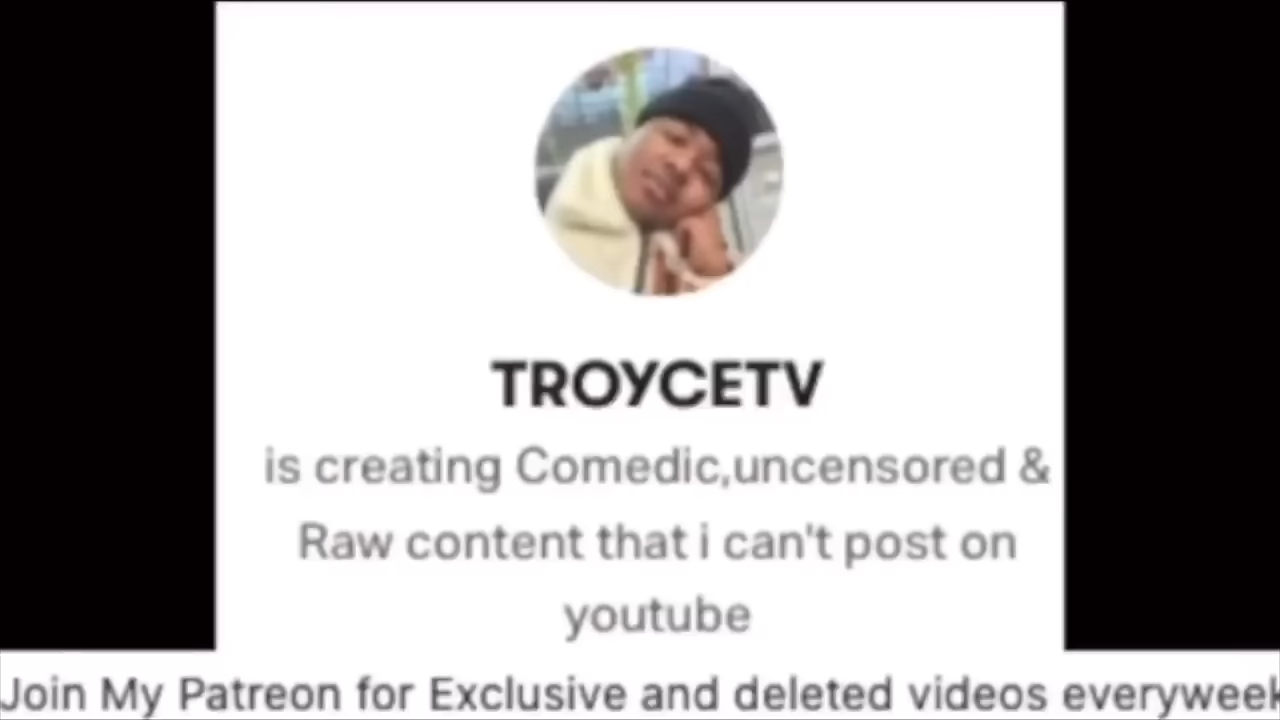 TROYCETV
is creating Comedic,uncensored &
Raw content that i can't post on
youtube
Join My Patreon for Exclusive and deleted videos everyweek